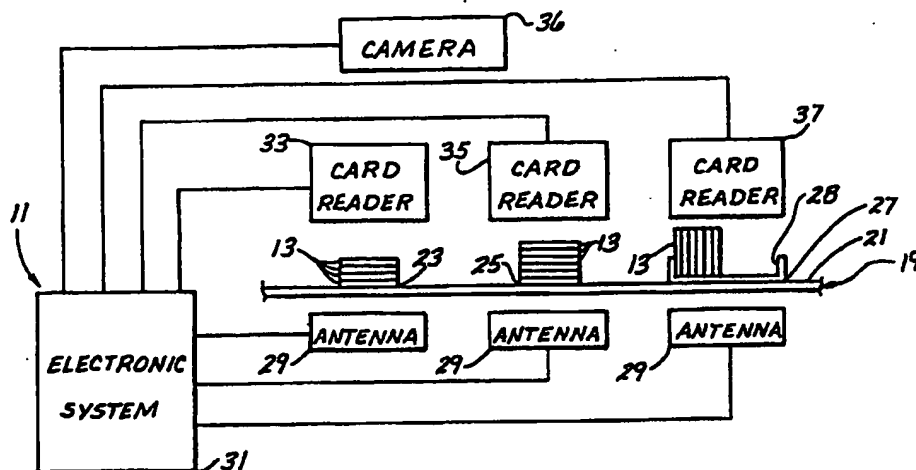 36
CAMERA
37
33
35
CARD
READER
CARD
READER
CARD
READER
28
27
11
13
23
25
13
13
21
19
ANTENNA
ANTENNA
ANTENNA
29
29
29
ELECTRONIC
SYSTEM
31